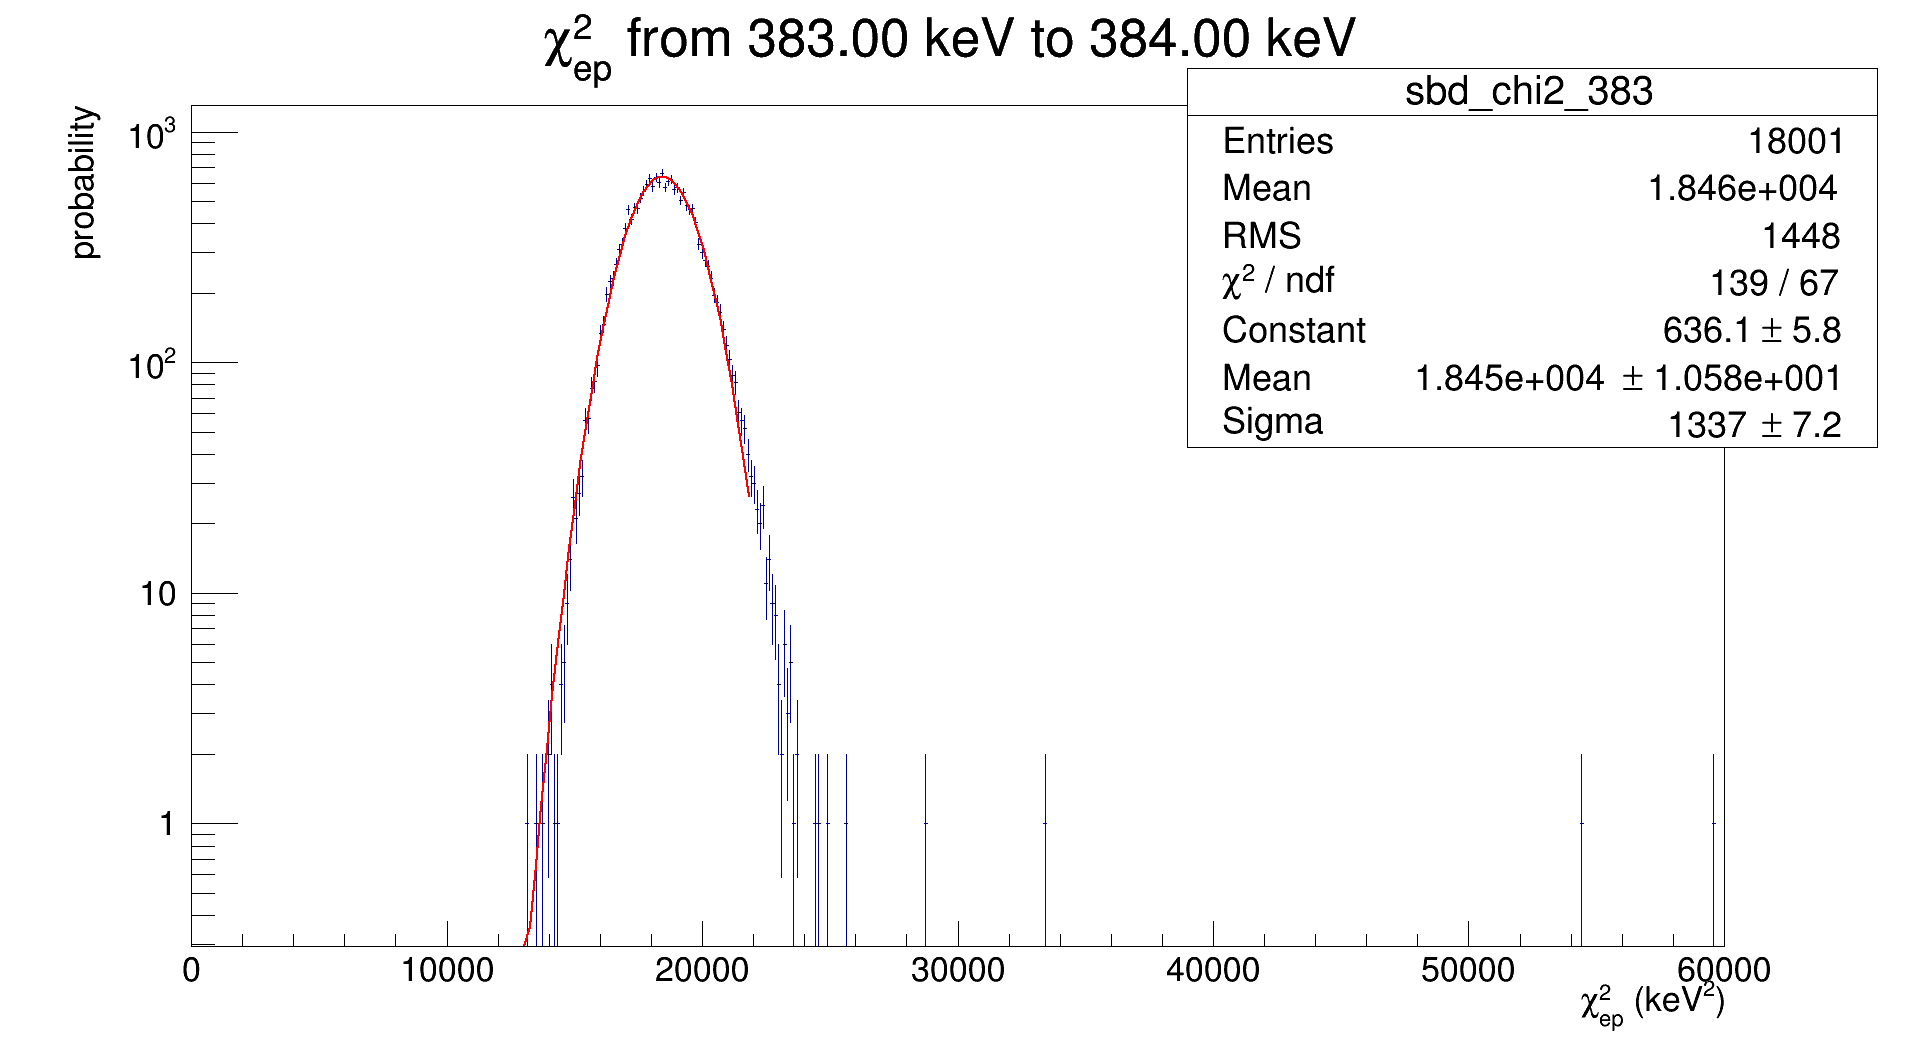 χ²ep from 383.00 keV to 384.00 keV
probability
10³
10²
10
1
sbd_chi2_383
Entries 18001
Mean 1.846e+004
RMS 1448
χ² / ndf 139 / 67
Constant 636.1 ± 5.8
Mean 1.845e+004 ± 1.058e+001
Sigma 1337 ± 7.2
0 10000 20000 30000 40000 50000 60000
χ²ep (keV²)